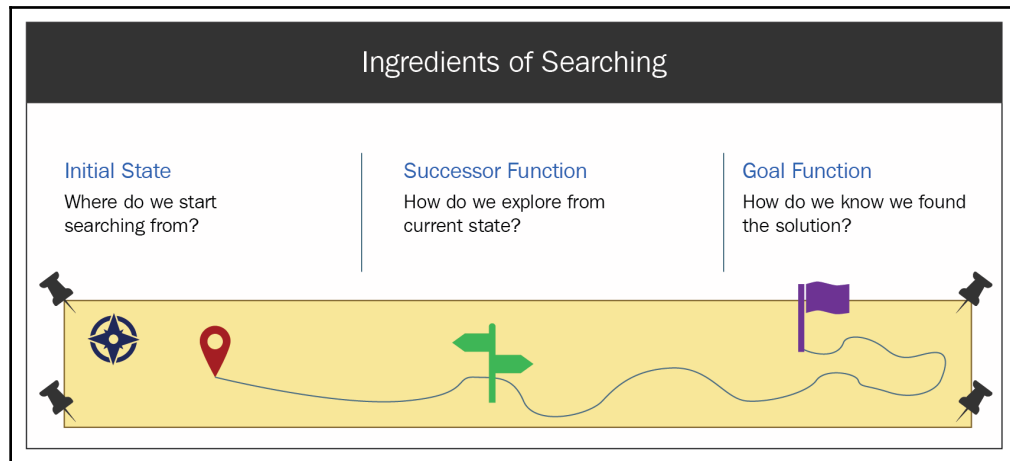 Ingredients of Searching
Initial State
Where do we start
searching from?
Successor Function
How do we explore from
current state?
Goal Function
How do we know we found
the solution?